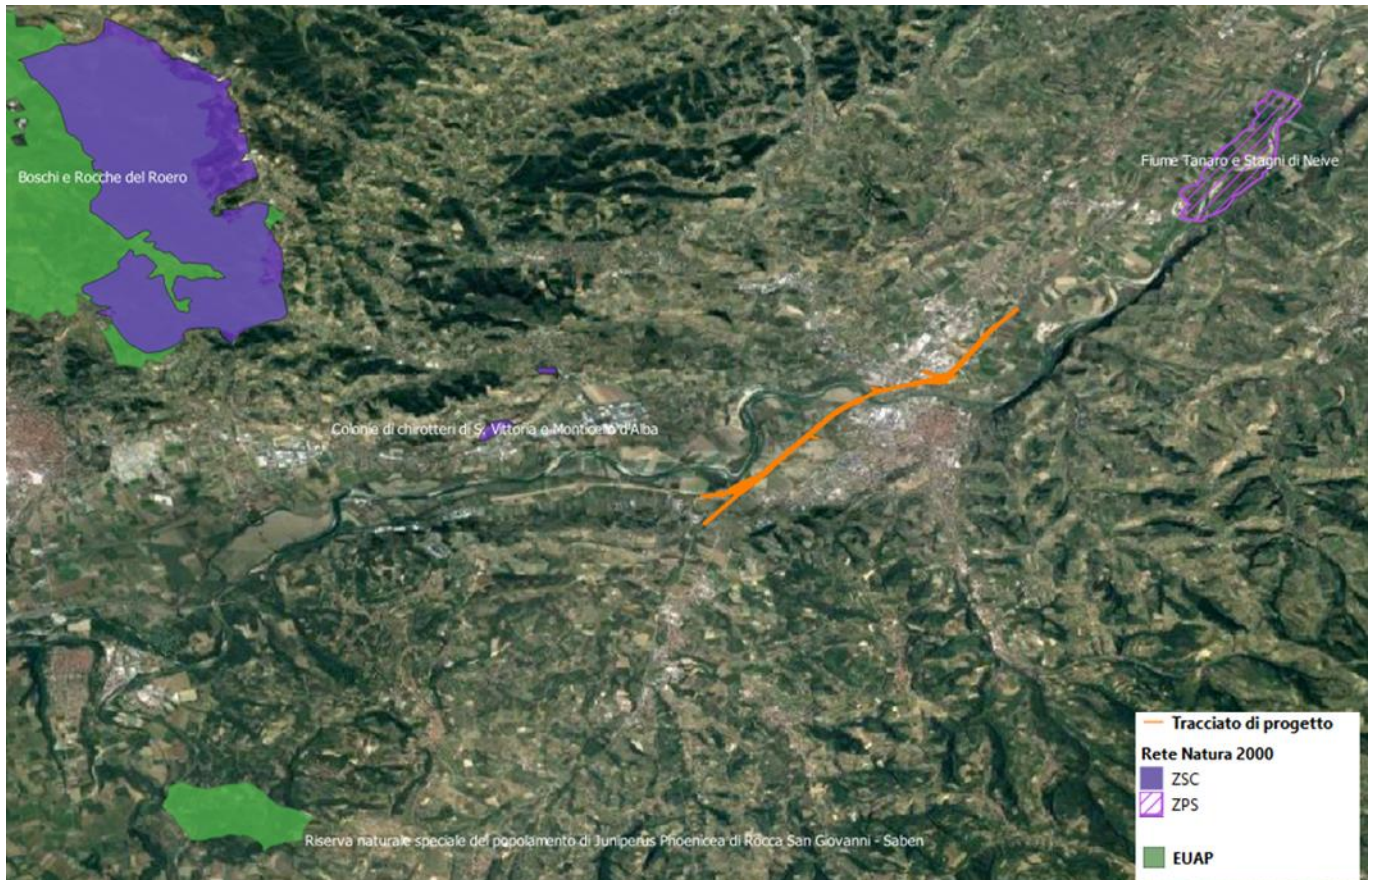 Fiume Tanaro e Stagni di Neive
Boschi e Rocche del Roero
Colonie di chirotteri di S. Vittoria e Monticello d'Alba
Tracciato di progetto
Rete Natura 2000
ZSC
ZPS
Riserva naturale speciale del popolamento di Juniperus Phoenicea di Rocca San Giovanni - Saben
EUAP